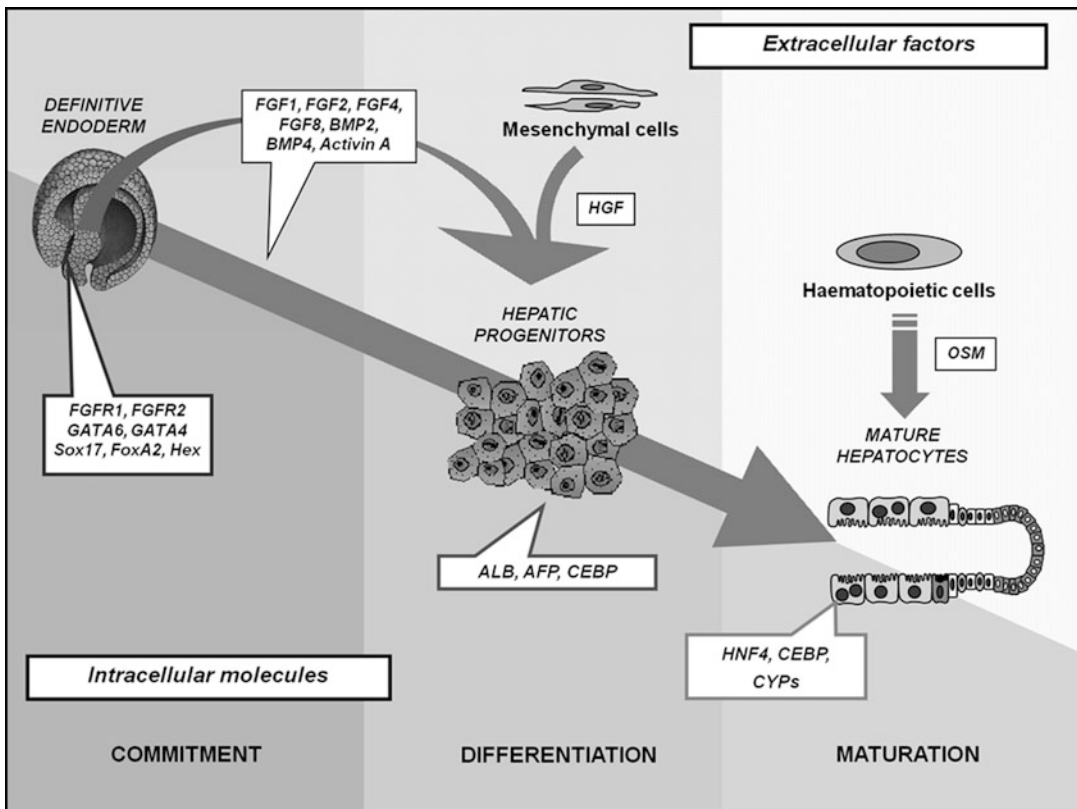 Extracellular factors
DEFINITIVE
ENDODERM
FGF1, FGF2, FGF4,
FGF8, BMP2,
BMP4, Activin A
Mesenchymal cells
HGF
Haematopoietic cells
OSM
HEPATIC
PROGENITORS
FGFR1, FGFR2
GATA6, GATA4
Sox17, FoxA2, Hex
MATURE
HEPATOCYTES
ALB, AFP, CEBP
HNF4, CEBP,
CYPs
Intracellular molecules
COMMITMENT
DIFFERENTIATION
MATURATION